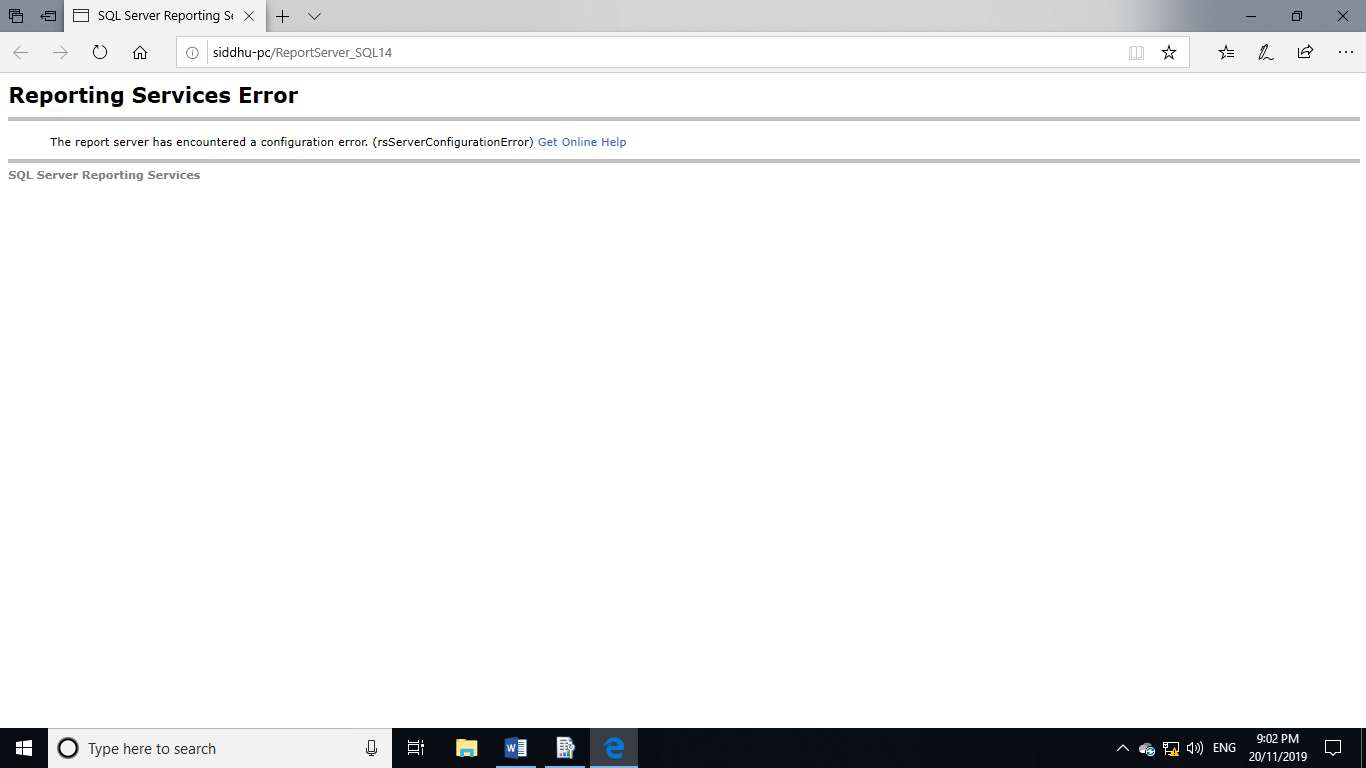 SQL Server Reporting Se
siddhu-pc/ReportServer_SQL14
Reporting Services Error
The report server has encountered a configuration error. (rsServerConfigurationError) Get Online Help
SQL Server Reporting Services
Type here to search
ENG
9:02 PM
20/11/2019